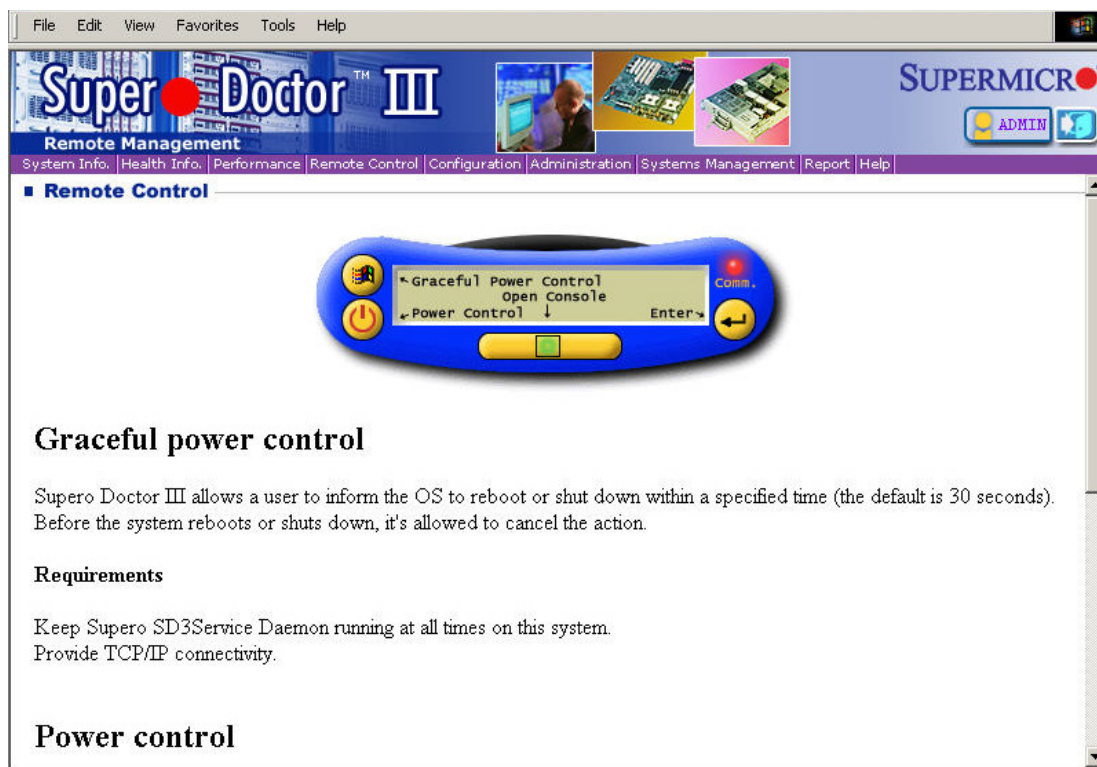 File Edit View Favorites Tools Help
Super Doctor™ III
SUPERMICR
ADMIN
Remote Management
System Info. Health Info. Performance Remote Control Configuration Administration Systems Management Report Help
Remote Control
Graceful Power Control
Open Console
Power Control ↓ Enter
Comm.
Graceful power control
Supero Doctor III allows a user to inform the OS to reboot or shut down within a specified time (the default is 30 seconds).
Before the system reboots or shuts down, it's allowed to cancel the action.
Requirements
Keep Supero SD3Service Daemon running at all times on this system.
Provide TCP/IP connectivity.
Power control